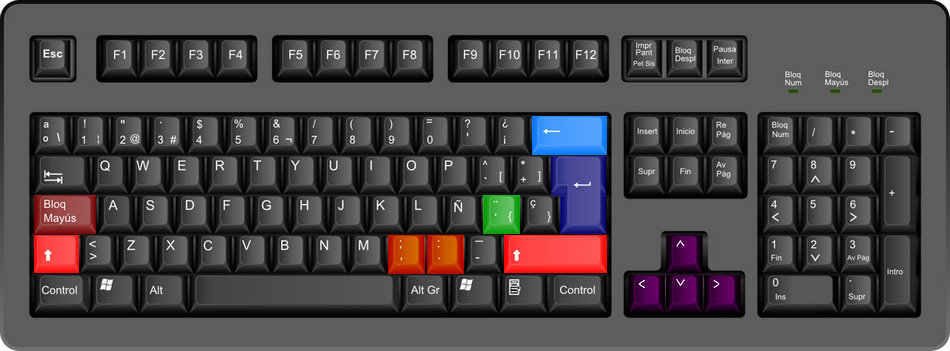 Esc F1 F2 F3 F4 F5 F6 F7 F8 F9 F10 F11 F12
Impr
Pant
Pet Sis
Bloq
Despl
Pausa
Inter
Bloq
Num
Bloq
Mayús
Bloq
Despl
a
o \
!
1 ¦
"
2 @
·
3 #
$
4
%
5
&
6 ¬
/
7
(
8
)
9
=
0
?
'
¿
¡
←
Insert
Inicio
Re
Pág
Bloq
Num
/
*
-
Q W E R T Y U I O P
^
` [
*
+ ]
Supr
Fin
Av
Pág
7
8
^
9
+
Bloq
Mayús
A S D F G H J K L Ñ
¨
´ {
ç
}
4
<
5
6
>
<
>
Z X C V B N M
;
,
:
.
_
-
^
1
Fin
2
3
Av Pág
Intro
Control
Alt
Alt Gr
Control
<
>
0
Ins
.
Supr